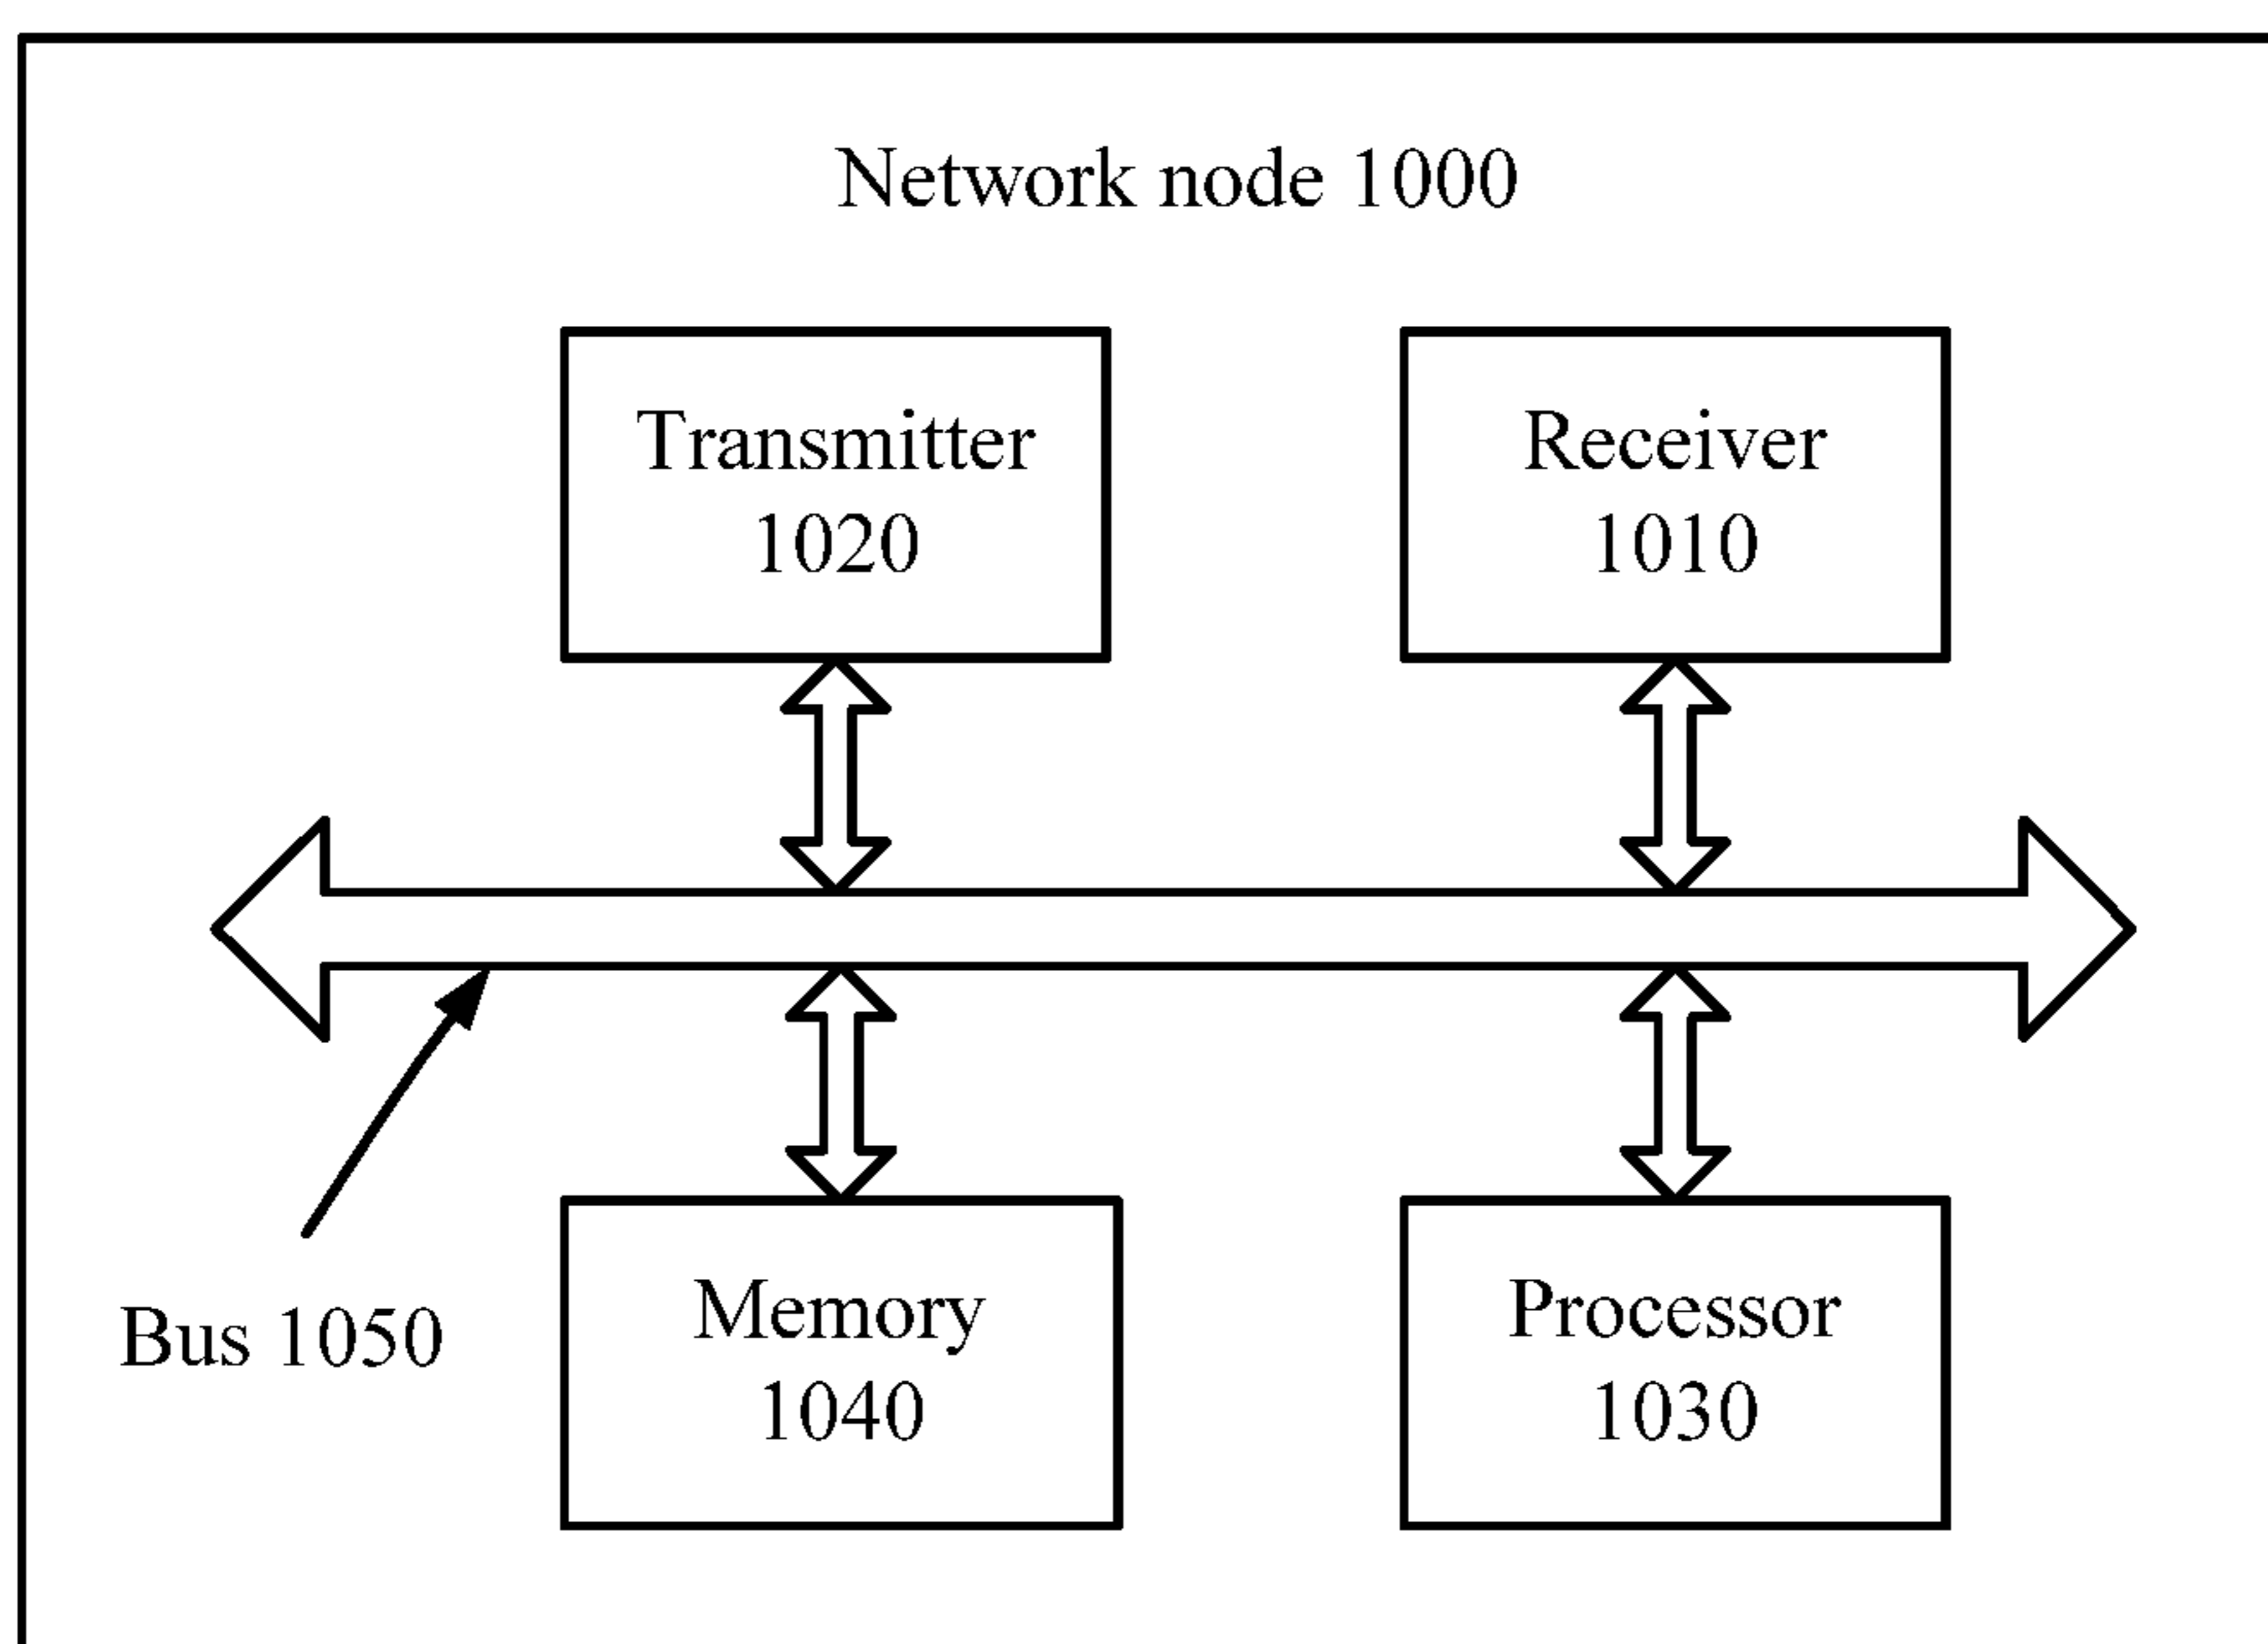 Network node 1000
Transmitter
1020
Receiver
1010
Bus 1050
Memory
1040
Processor
1030